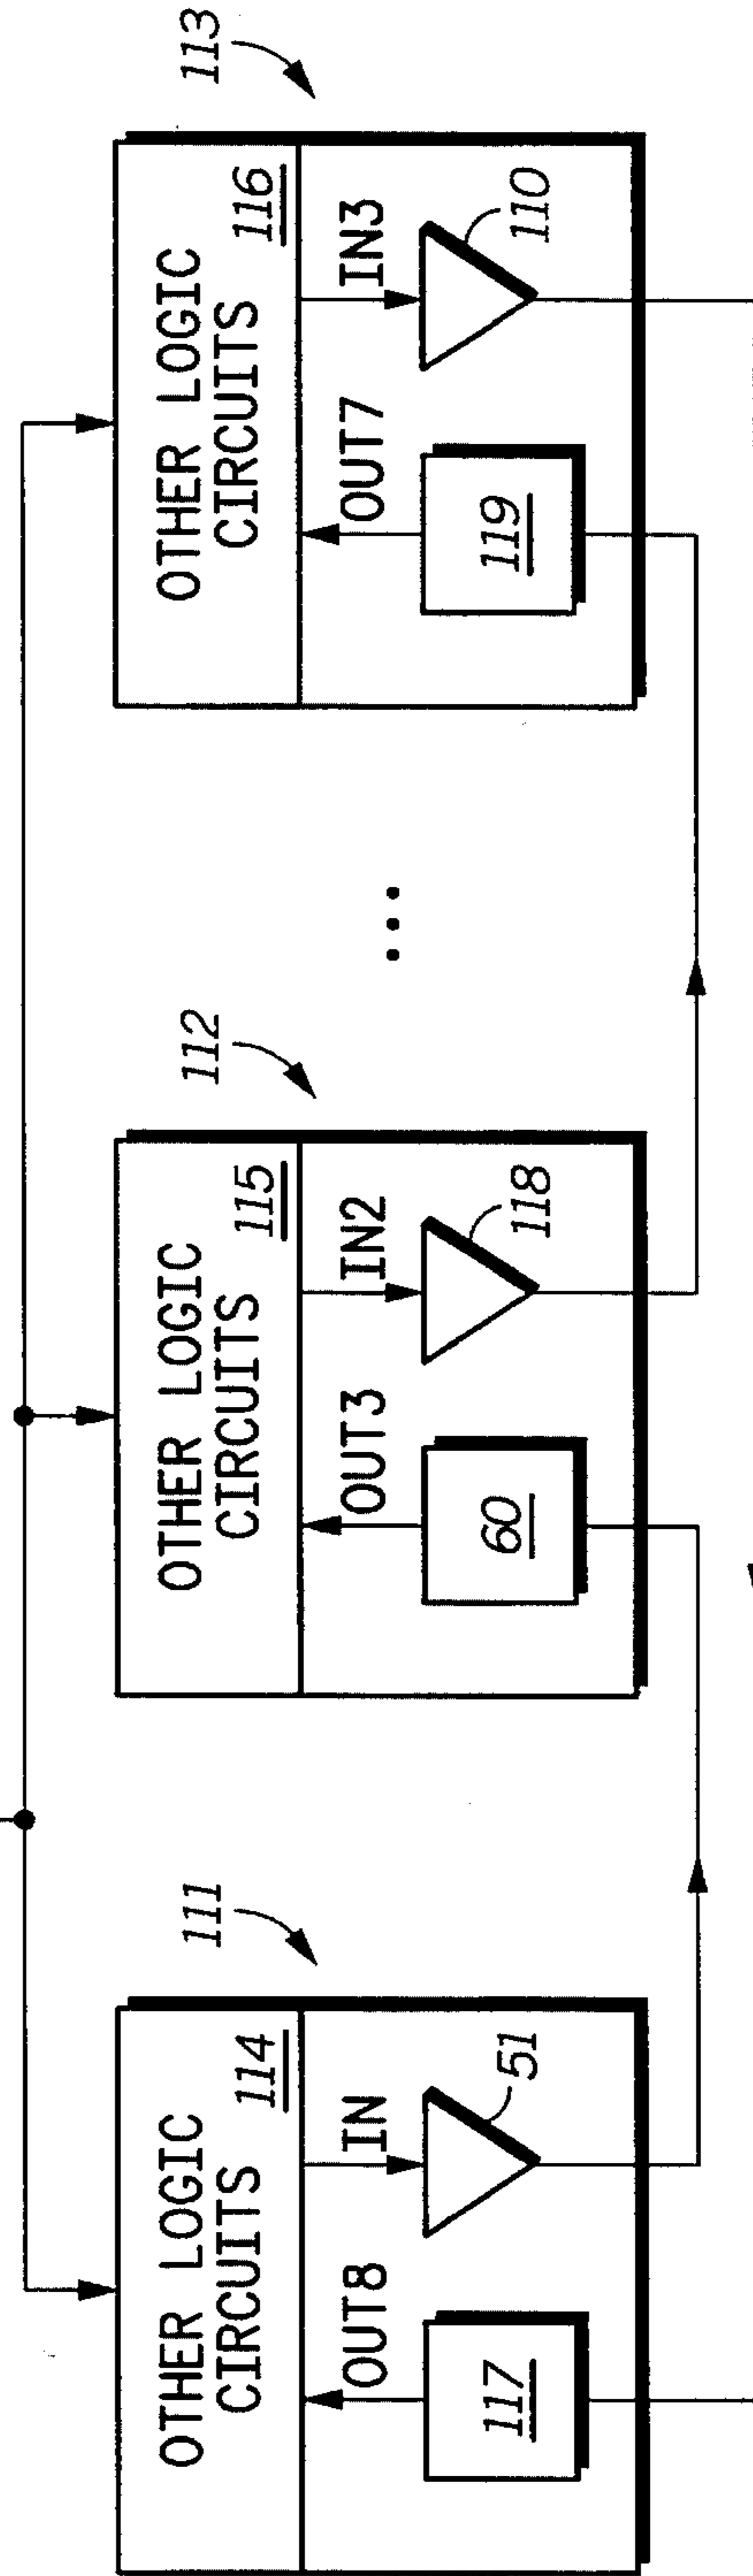 111
112
113
OTHER LOGIC
CIRCUITS
114
OTHER LOGIC
CIRCUITS
115
OTHER LOGIC
CIRCUITS
116
OUT8
IN
OUT3
IN2
OUT7
IN3
117
51
60
118
119
110